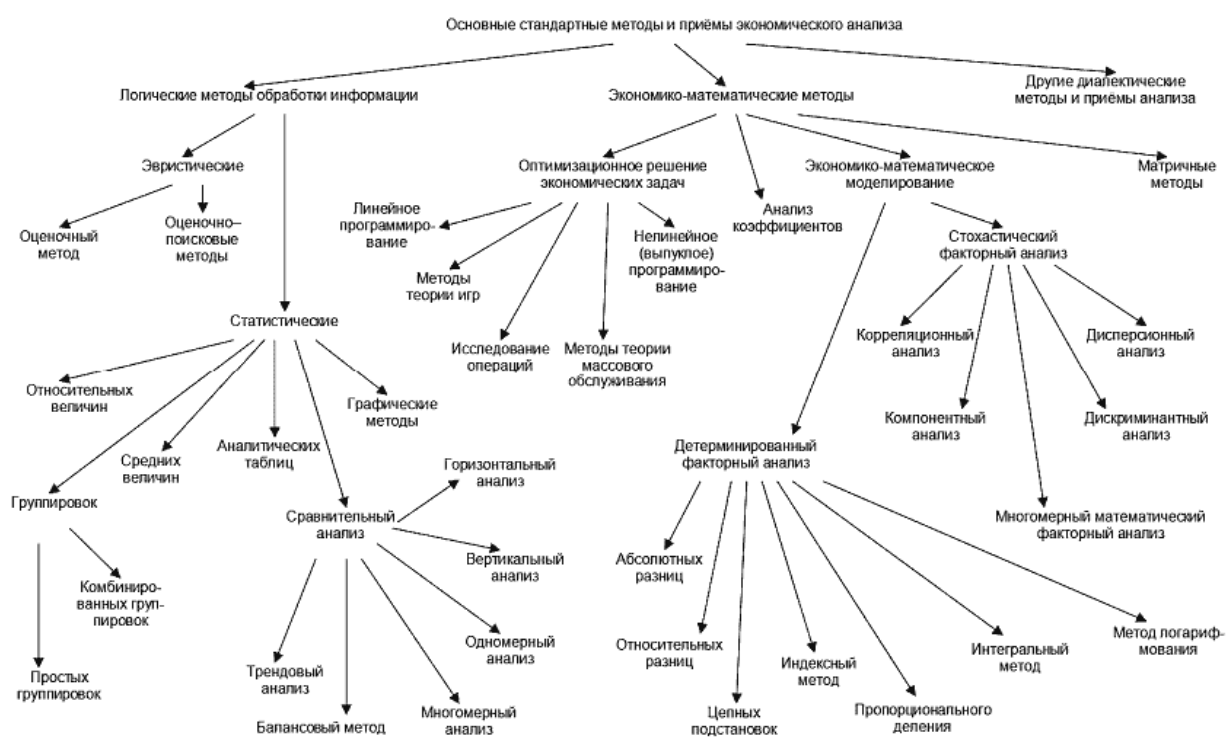 Основные стандартные методы и приёмы экономического анализа
Логические методы обработки информации
Экономико-математические методы
Другие диалектические
методы и приёмы анализа
Эвристические
Оптимизационное решение
экономических задач
Экономико-математическое
моделирование
Матричные
методы
Оценочный
метод
Оценочно–
поисковые
методы
Линейное
программиро-
вание
Методы
теории игр
Исследование
операций
Методы теории
массового
обслуживания
Нелинейное
(выпуклое)
программиро-
вание
Анализ
коэффициентов
Стохастический
факторный анализ
Статистические
Корреляционный
анализ
Дисперсионный
анализ
Компонентный
анализ
Дискриминантный
анализ
Многомерный математический
факторный анализ
Относительных
величин
Графические
методы
Аналитических
таблиц
Средних
величин
Группировок
Сравнительный
анализ
Горизонтальный
анализ
Вертикальный
анализ
Одномерный
анализ
Многомерный
анализ
Балансовый метод
Трендовый
анализ
Комбиниро-
ванных груп-
пировок
Простых
группировок
Детерминированный
факторный анализ
Абсолютных
разниц
Относительных
разниц
Цепных
подстановок
Индексный
метод
Пропорционального
деления
Интегральный
метод
Метод логариф-
мования